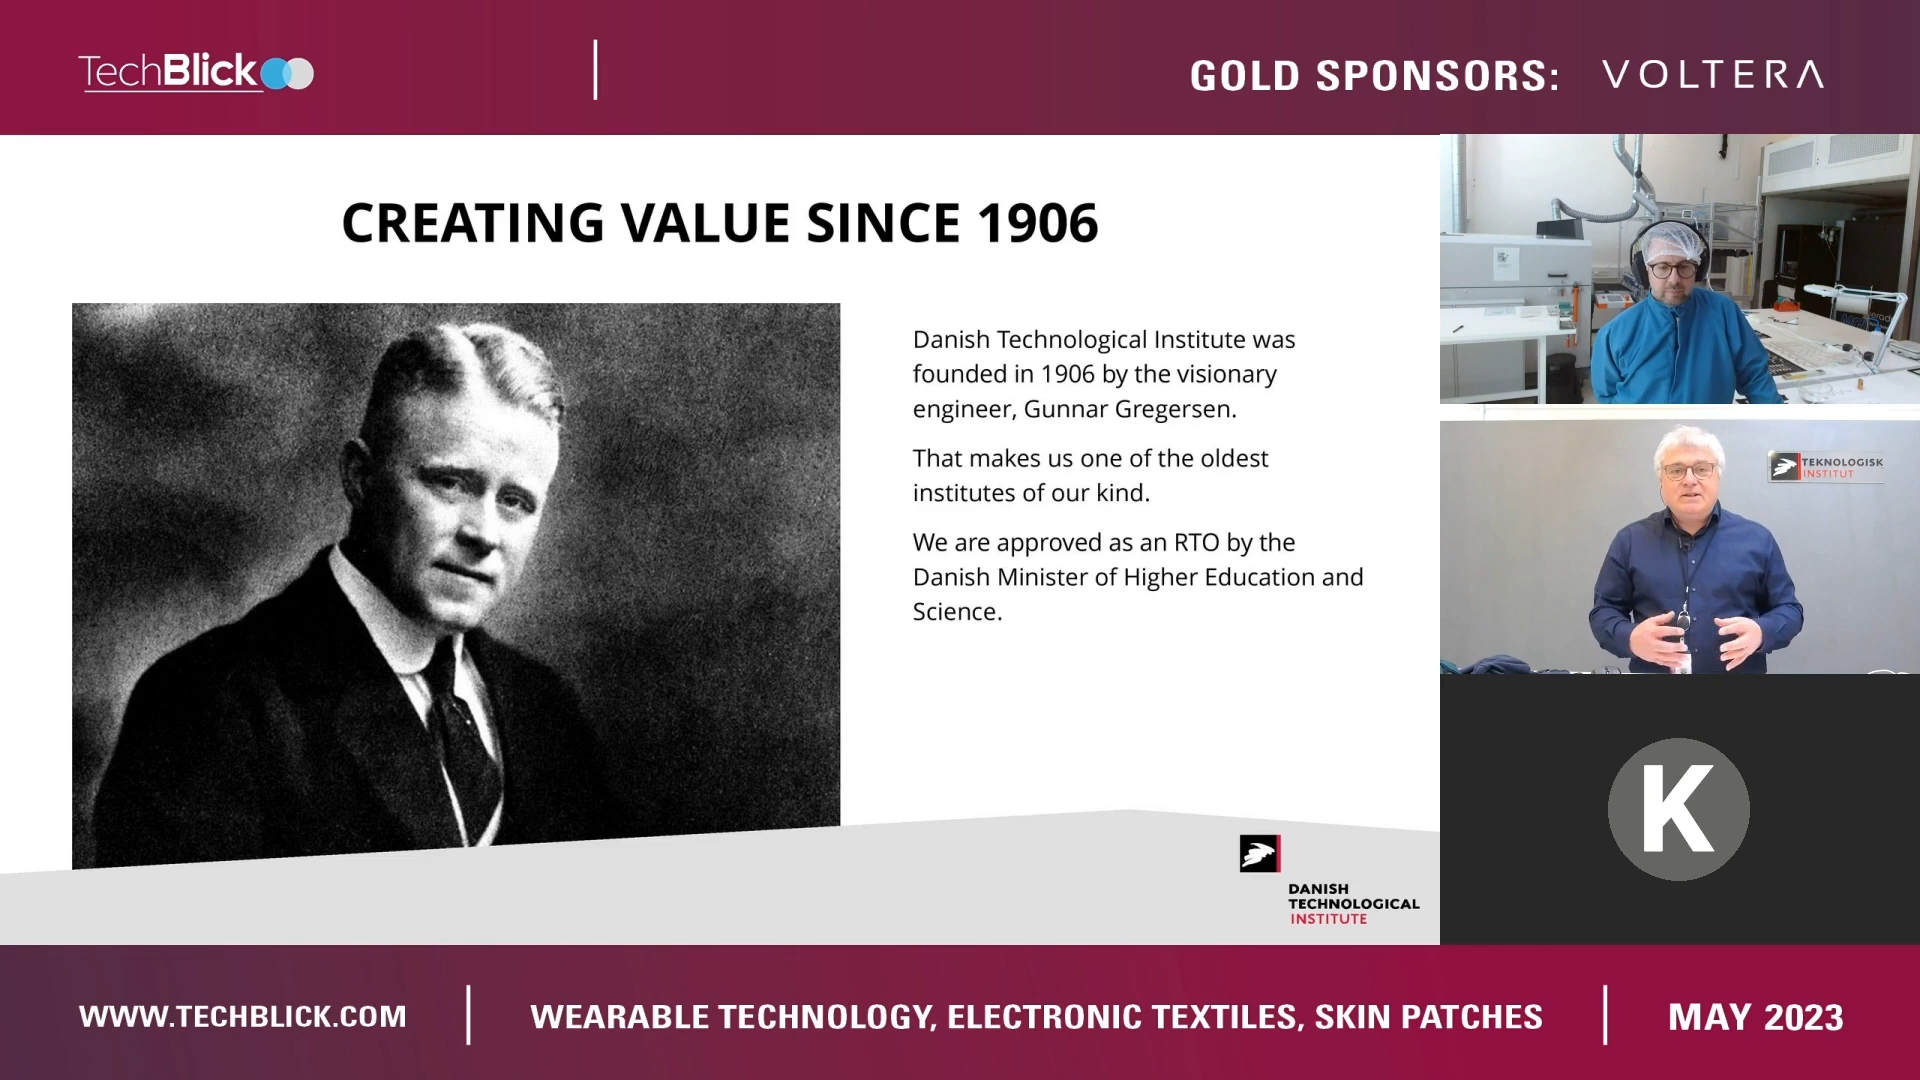 TechBlick
GOLD SPONSORS:
VOLTERA
CREATING VALUE SINCE 1906
Danish Technological Institute was
founded in 1906 by the visionary
engineer, Gunnar Gregersen.
That makes us one of the oldest
institutes of our kind.
We are approved as an RTO by the
Danish Minister of Higher Education and
Science.
DANISH
TECHNOLOGICAL
INSTITUTE
TEKNOLOGISK
INSTITUT
K
WWW.TECHBLICK.COM
WEARABLE TECHNOLOGY, ELECTRONIC TEXTILES, SKIN PATCHES
MAY 2023